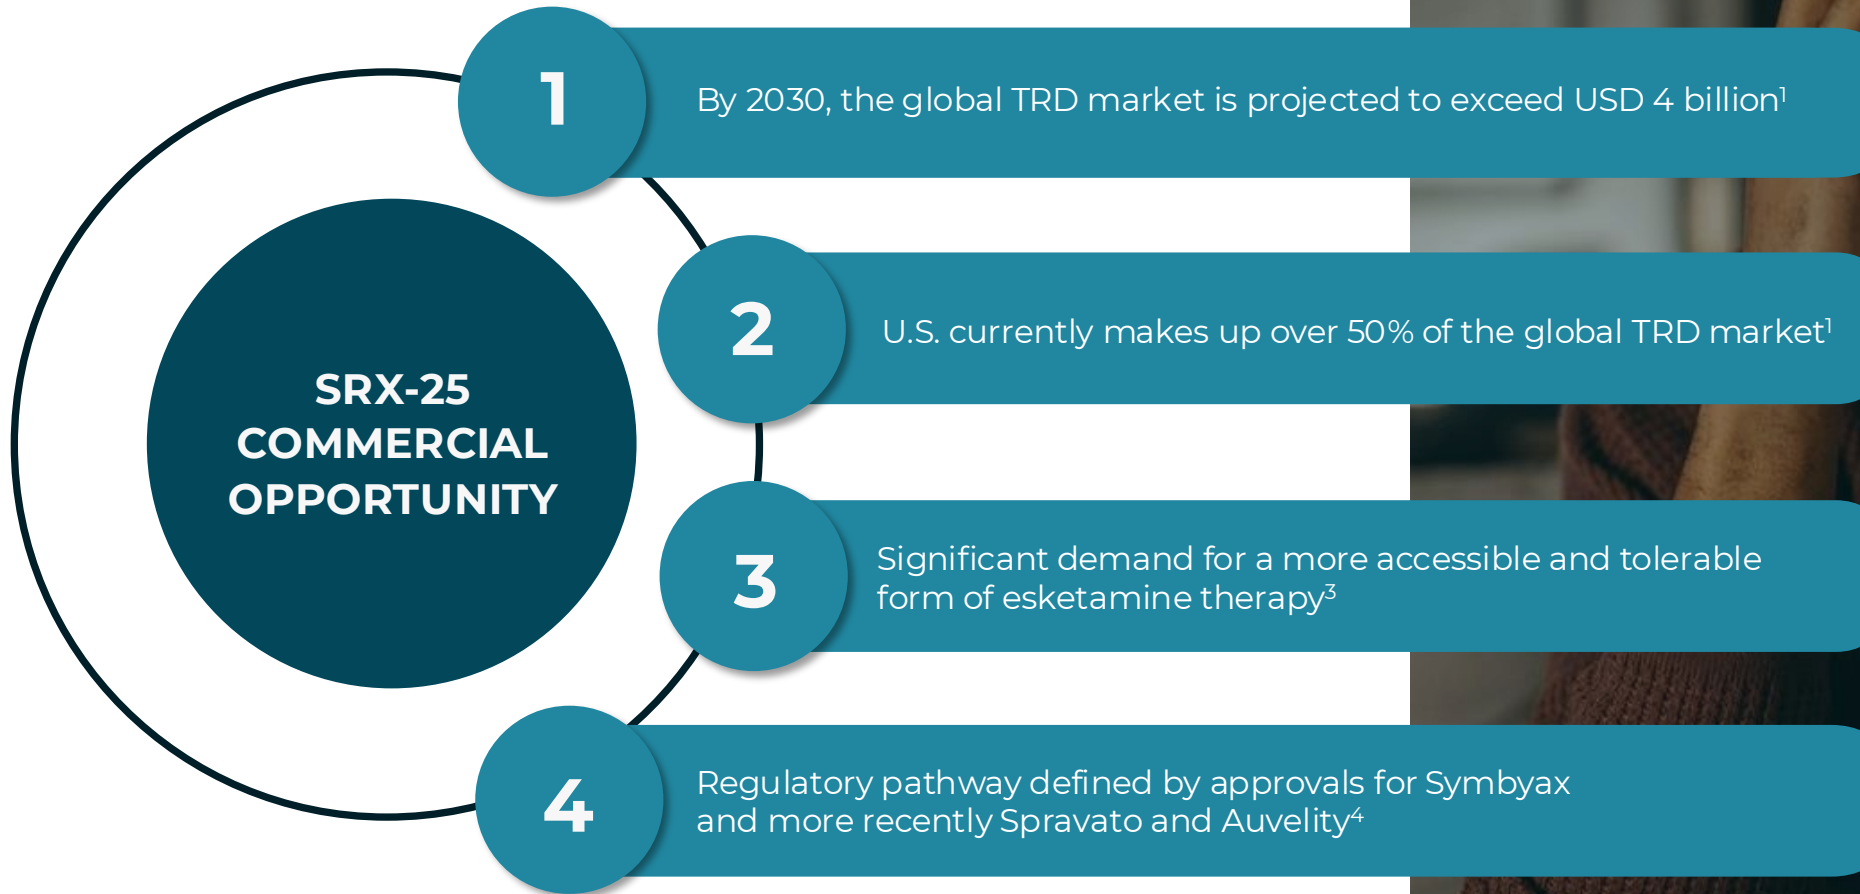 1
By 2030, the global TRD market is projected to exceed USD 4 billion¹
2
U.S. currently makes up over 50% of the global TRD market¹
SRX-25
COMMERCIAL
OPPORTUNITY
3
Significant demand for a more accessible and tolerable
form of esketamine therapy³
4
Regulatory pathway defined by approvals for Symbyax
and more recently Spravato and Auvelity⁴